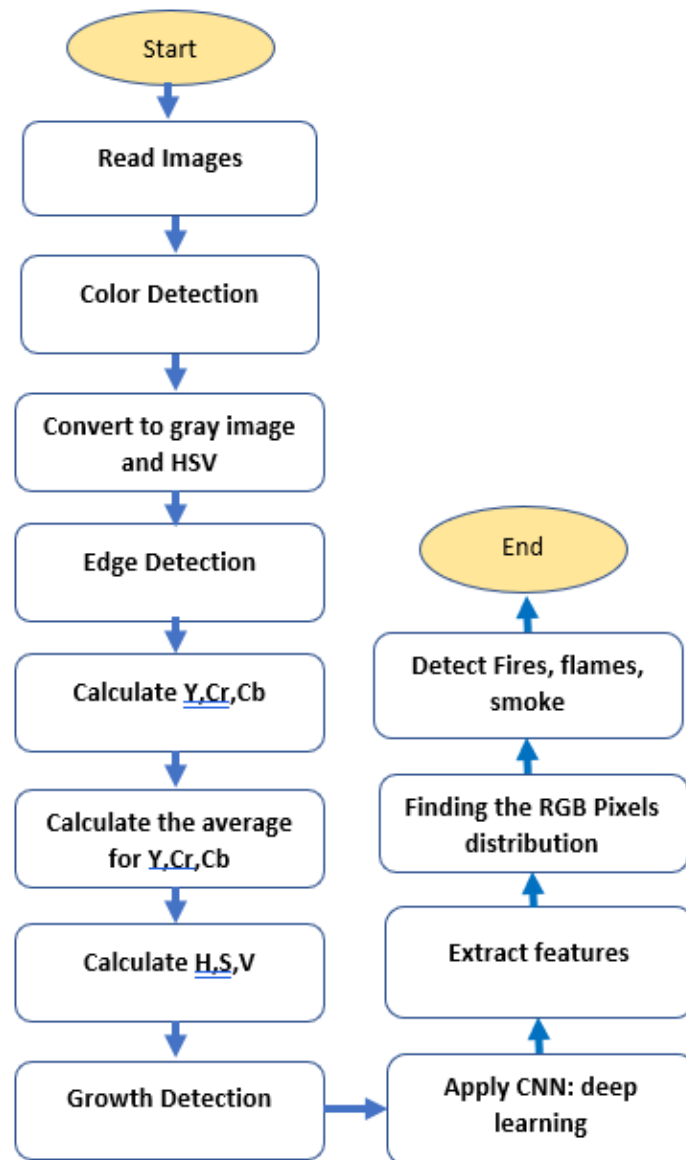 Start
Read Images
Color Detection
Convert to gray image
and HSV
Edge Detection
Calculate Y,Cr,Cb
Calculate the average
for Y,Cr,Cb
Calculate H,S,V
Growth Detection
Apply CNN: deep
learning
Extract features
Finding the RGB Pixels
distribution
Detect Fires, flames,
smoke
End